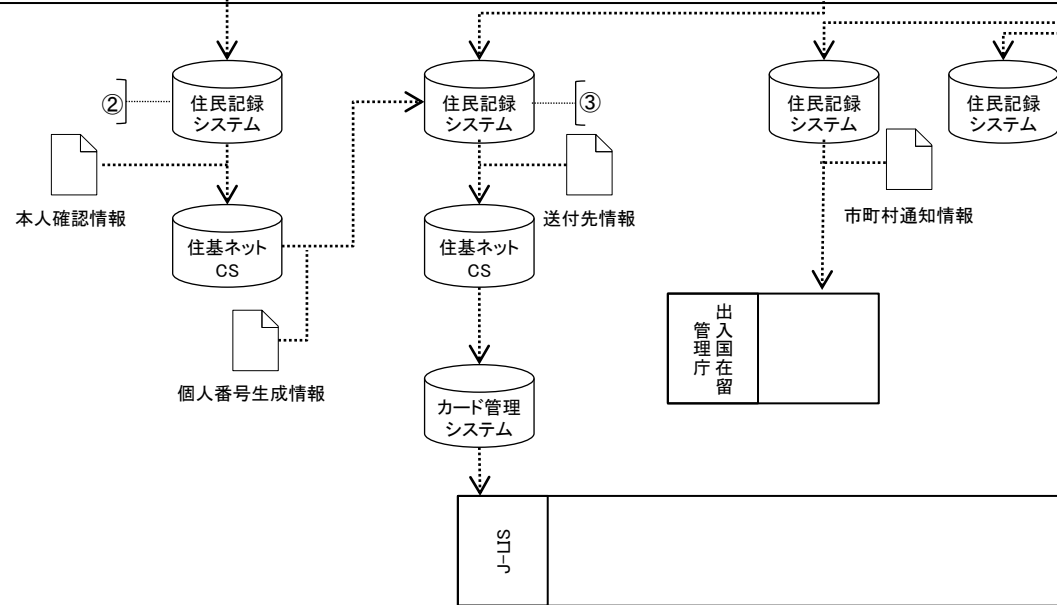 ②
住民記録
システム
住民記録
システム
③
住民記録
システム
住民記録
システム
本人確認情報
送付先情報
市町村通知情報
住基ネット
CS
住基ネット
CS
個人番号生成情報
出入国在留
管理庁
カード管理
システム
J-LIS